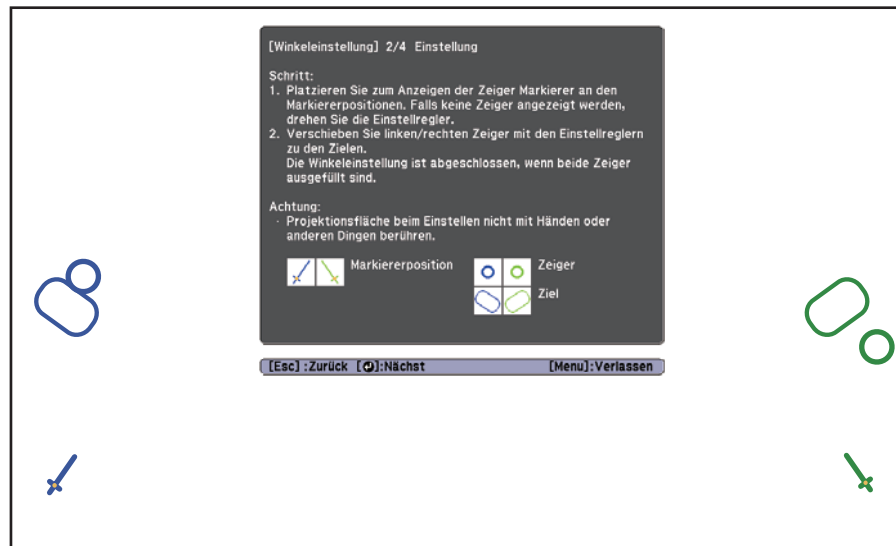 [Winkeleinstellung] 2/4 Einstellung
Schritt:
1. Platzieren Sie zum Anzeigen der Zeiger Markierer an den
Markiererpositionen. Falls keine Zeiger angezeigt werden,
drehen Sie die Einstellregler.
2. Verschieben Sie linken/rechten Zeiger mit den Einstellreglern
zu den Zielen.
Die Winkeleinstellung ist abgeschlossen, wenn beide Zeiger
ausgefüllt sind.
Achtung:
· Projektionsfläche beim Einstellen nicht mit Händen oder
anderen Dingen berühren.
Markiererposition
Zeiger
Ziel
[Esc] :Zurück [⏎]:Nächst [Menu]:Verlassen